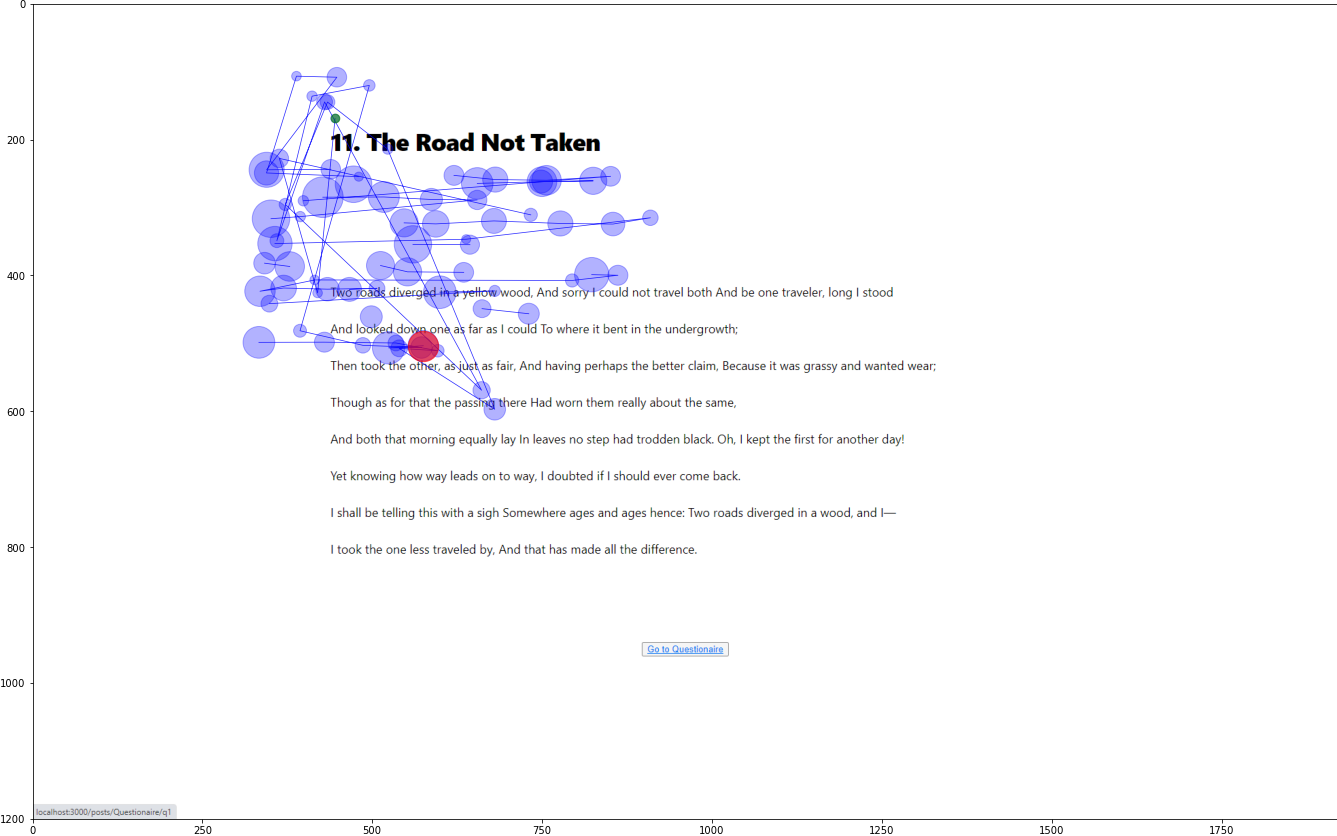 0
200
11. The Road Not Taken
400
Two roads diverged in a yellow wood, And sorry I could not travel both And be one traveler, long I stood
And looked down one as far as I could To where it bent in the undergrowth;
Then took the other, as just as fair, And having perhaps the better claim, Because it was grassy and wanted wear;
600
Though as for that the passing there Had worn them really about the same,
And both that morning equally lay In leaves no step had trodden black. Oh, I kept the first for another day!
Yet knowing how way leads on to way, I doubted if I should ever come back.
I shall be telling this with a sigh Somewhere ages and ages hence: Two roads diverged in a wood, and I—
800
I took the one less traveled by, And that has made all the difference.
Go to Questionaire
1000
localhost:3000/posts/Questionaire/q1
1200
0 250 500 750 1000 1250 1500 1750